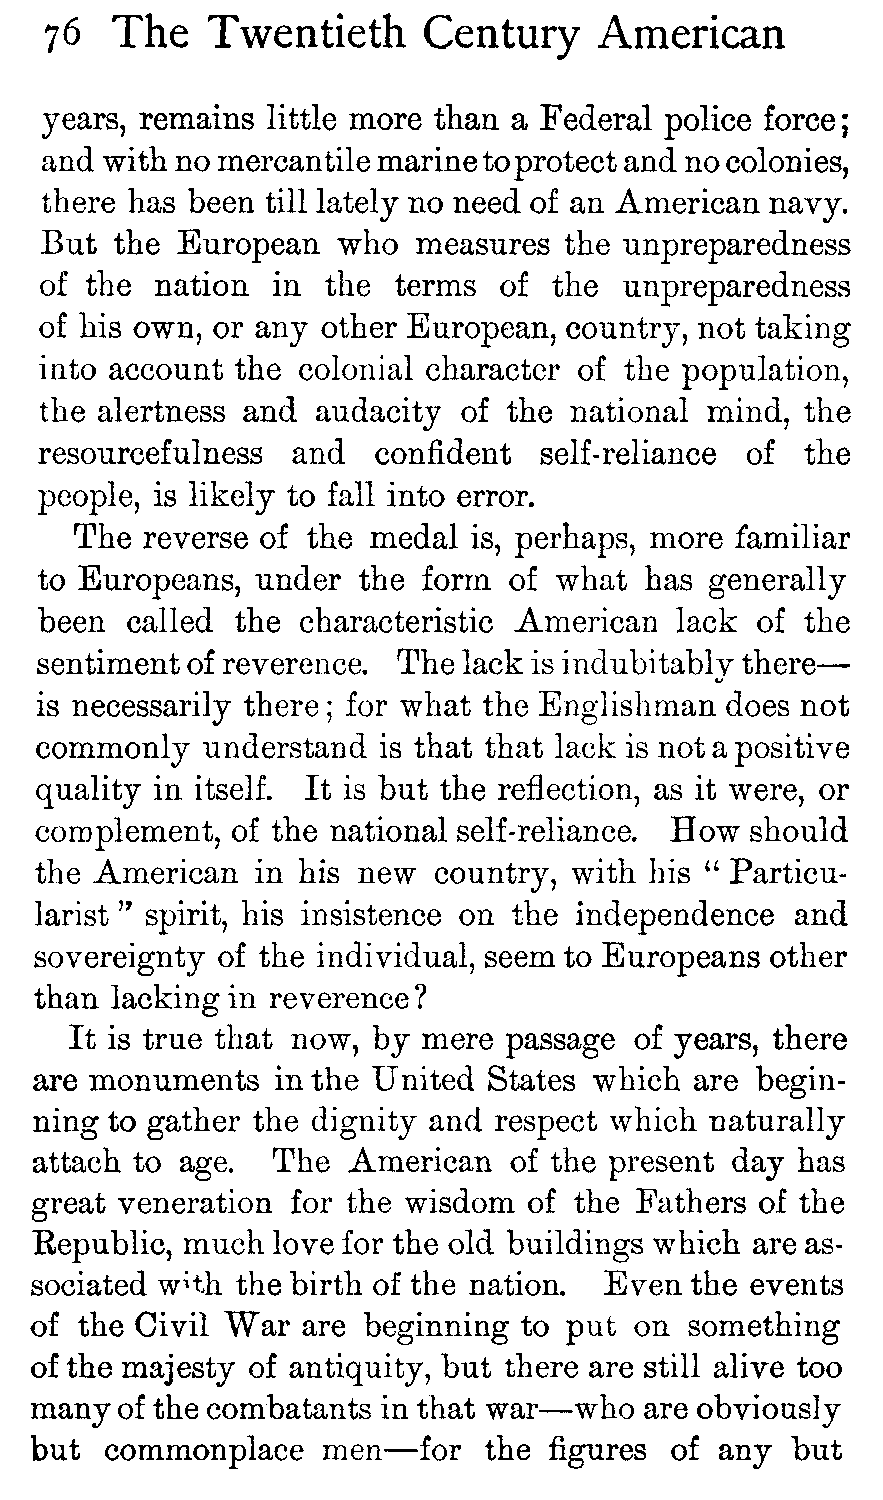 76 The Twentieth Century American
years, remains little more than a Federal police force;
and with no mercantile marine to protect and no colonies,
there has been till lately no need of an American navy.
But the European who measures the unpreparedness
of the nation in the terms of the unpreparedness
of his own, or any other European, country, not taking
into account the colonial character of the population,
the alertness and audacity of the national mind, the
resourcefulness and confident self-reliance of the
people, is likely to fall into error.
The reverse of the medal is, perhaps, more familiar
to Europeans, under the form of what has generally
been called the characteristic American lack of the
sentiment of reverence. The lack is indubitably there—
is necessarily there; for what the Englishman does not
commonly understand is that that lack is not a positive
quality in itself. It is but the reflection, as it were, or
complement, of the national self-reliance. How should
the American in his new country, with his “Particu-
larist” spirit, his insistence on the independence and
sovereignty of the individual, seem to Europeans other
than lacking in reverence?
It is true that now, by mere passage of years, there
are monuments in the United States which are begin-
ning to gather the dignity and respect which naturally
attach to age. The American of the present day has
great veneration for the wisdom of the Fathers of the
Republic, much love for the old buildings which are as-
sociated with the birth of the nation. Even the events
of the Civil War are beginning to put on something
of the majesty of antiquity, but there are still alive too
many of the combatants in that war—who are obviously
but commonplace men—for the figures of any but